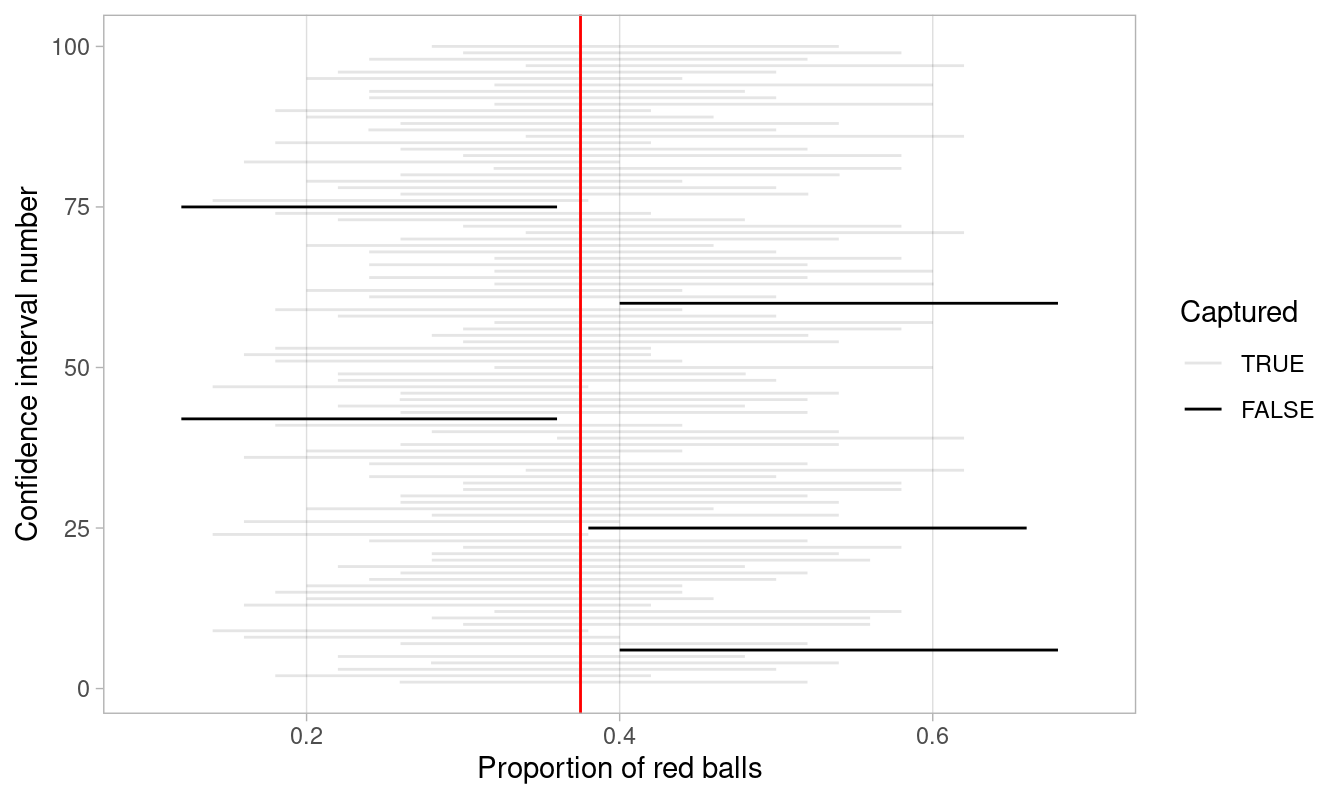 100
75
50
25
0
Confidence interval number
0.2 0.4 0.6
Proportion of red balls
Captured
TRUE
FALSE